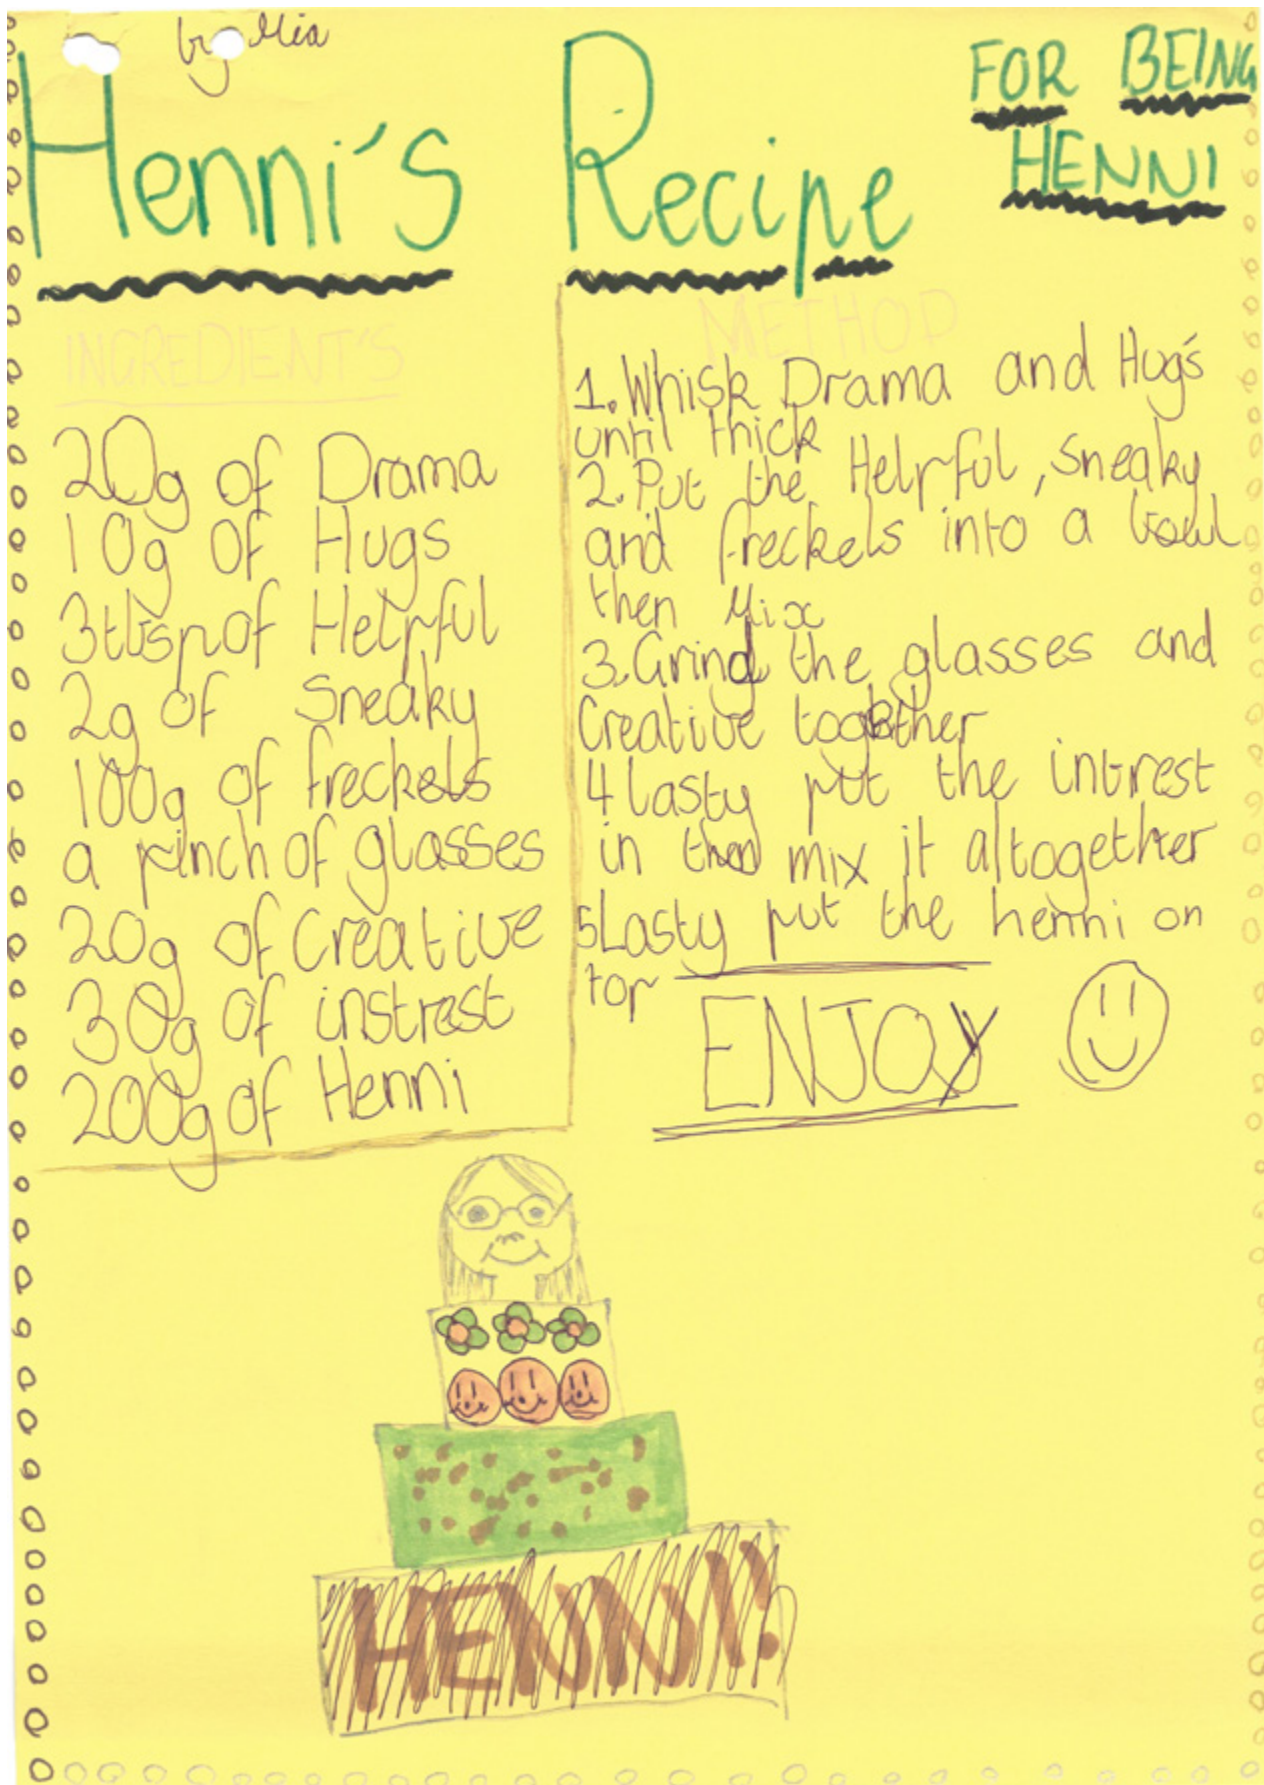 by Mia
Henni's Recipe
FOR BEING
HENNI
INGREDIENT'S
20g of Drama
10g of Hugs
3tbsp of Helpful
2g of Sneaky
100g of freckels
a pinch of glasses
20g of Creative
30g of instrest
200g of Henni
METHOD
1. Whisk Drama and Hug's
until thick
2. Put the Helpful, Sneaky
and freckels into a bowl
then Mix
3. Grind the glasses and
Creative together
4 lasty put the intrest
in then mix it altogether
5 Lasty put the henni on
top
ENJOY
HENNI!